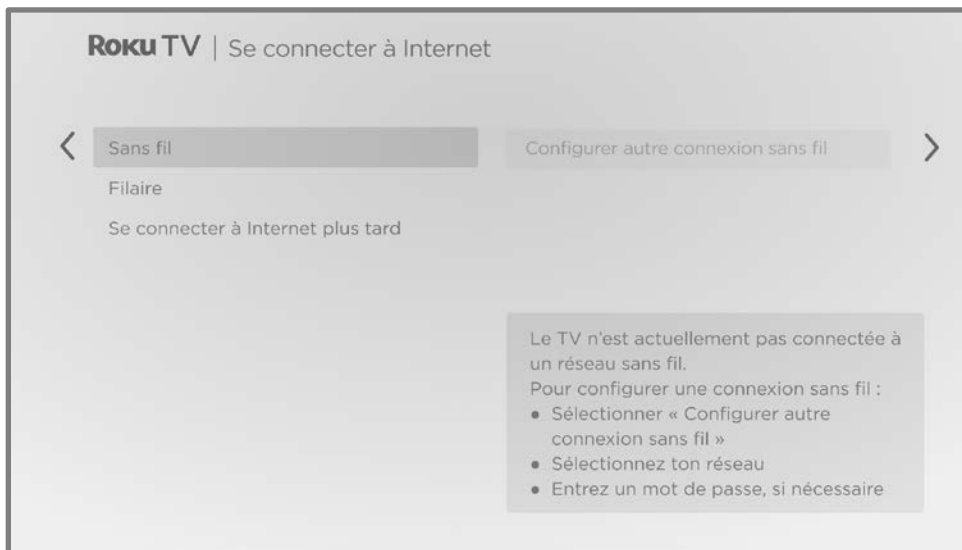 Roku TV | Se connecter à Internet
Sans fil
Configurer autre connexion sans fil
Filaire
Se connecter à Internet plus tard
Le TV n'est actuellement pas connectée à
un réseau sans fil.
Pour configurer une connexion sans fil :
• Sélectionner « Configurer autre
connexion sans fil »
• Sélectionnez ton réseau
• Entrez un mot de passe, si nécessaire